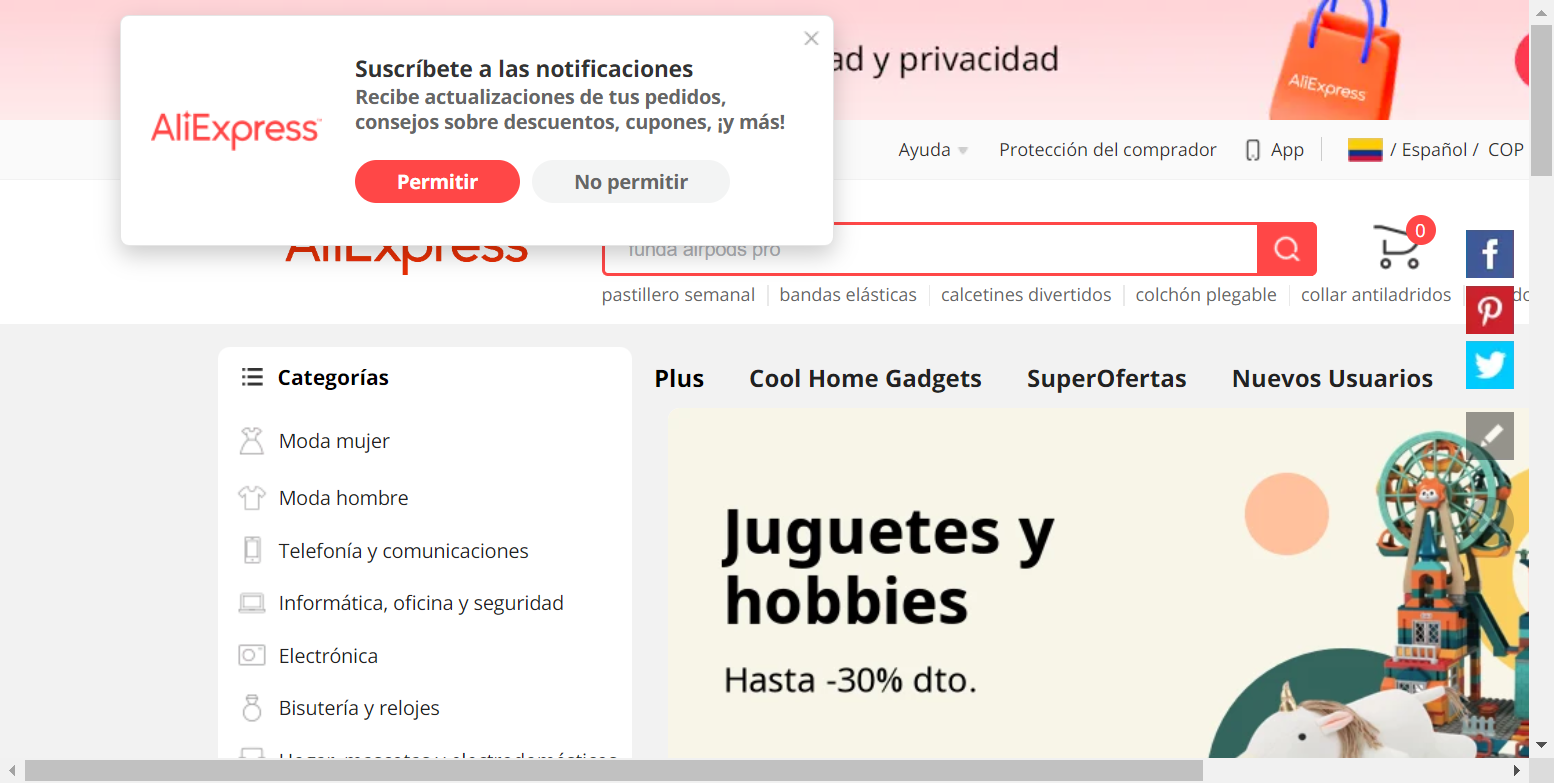 ad y privacidad
AliExpress
Suscríbete a las notificaciones
Recibe actualizaciones de tus pedidos,
consejos sobre descuentos, cupones, ¡y más!
AliExpress
Permitir
No permitir
Ayuda
Protección del comprador
App
/ Español / COP
AliExpress
funda airpods pro
0
pastillero semanal
bandas elásticas
calcetines divertidos
colchón plegable
collar antiladridos
Categorías
Plus
Cool Home Gadgets
SuperOfertas
Nuevos Usuarios
Moda mujer
Moda hombre
Telefonía y comunicaciones
Informática, oficina y seguridad
Electrónica
Bisutería y relojes
Hogar, mascotas y electrodomésticos
Juguetes y
hobbies
Hasta -30% dto.